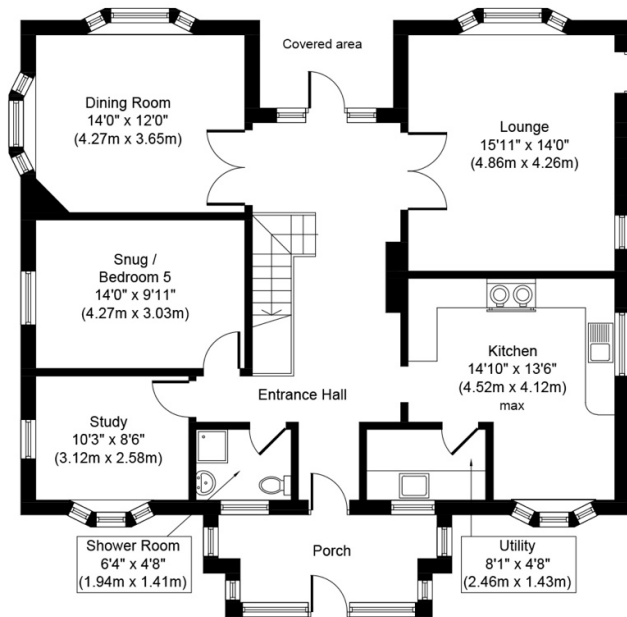 Covered area
Dining Room
14'0" x 12'0"
(4.27m x 3.65m)
Lounge
15'11" x 14'0"
(4.86m x 4.26m)
Snug /
Bedroom 5
14'0" x 9'11"
(4.27m x 3.03m)
Kitchen
14'10" x 13'6"
(4.52m x 4.12m)
max
Entrance Hall
Study
10'3" x 8'6"
(3.12m x 2.58m)
Shower Room
6'4" x 4'8"
(1.94m x 1.41m)
Porch
Utility
8'1" x 4'8"
(2.46m x 1.43m)